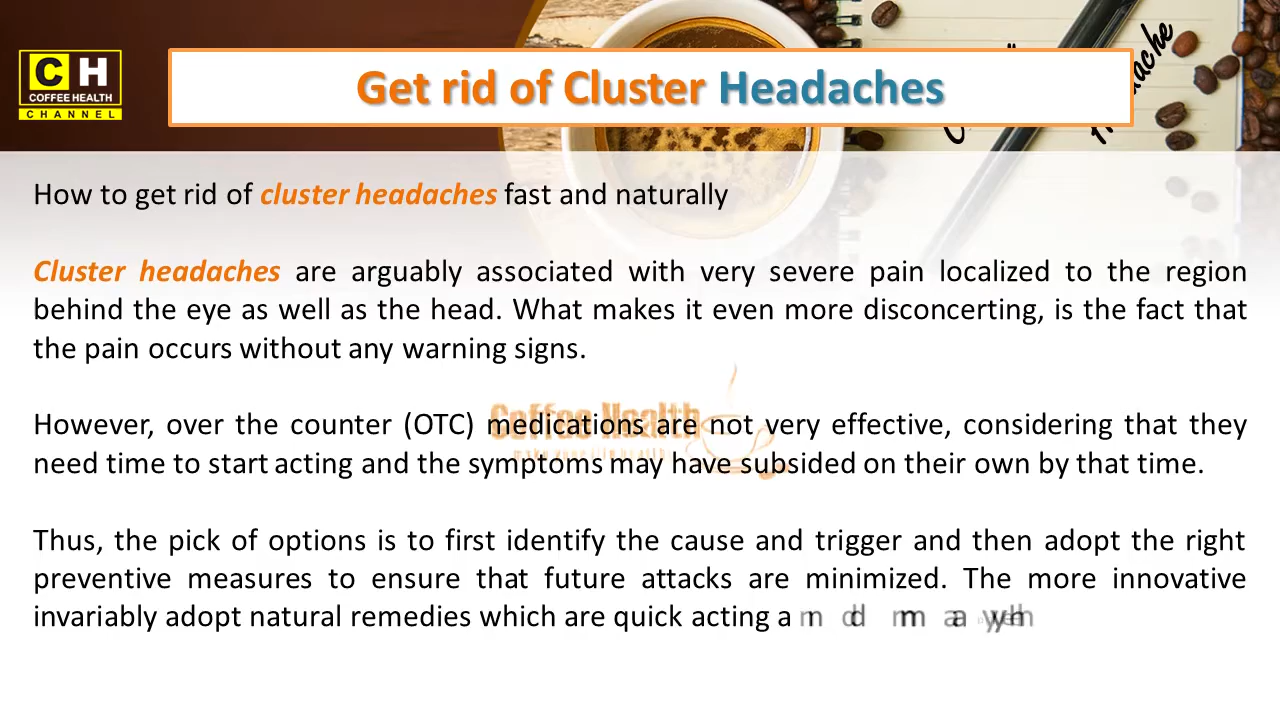 CH
COFFEE HEALTH
CHANNEL
Get rid of Cluster Headaches
How to get rid of cluster headaches fast and naturally
Cluster headaches are arguably associated with very severe pain localized to the region
behind the eye as well as the head. What makes it even more disconcerting, is the fact that
the pain occurs without any warning signs.
However, over the counter (OTC) medications are not very effective, considering that they
need time to start acting and the symptoms may have subsided on their own by that time.
Coffee Health
Thus, the pick of options is to first identify the cause and trigger and then adopt the right
preventive measures to ensure that future attacks are minimized. The more innovative
invariably adopt natural remedies which are quick acting